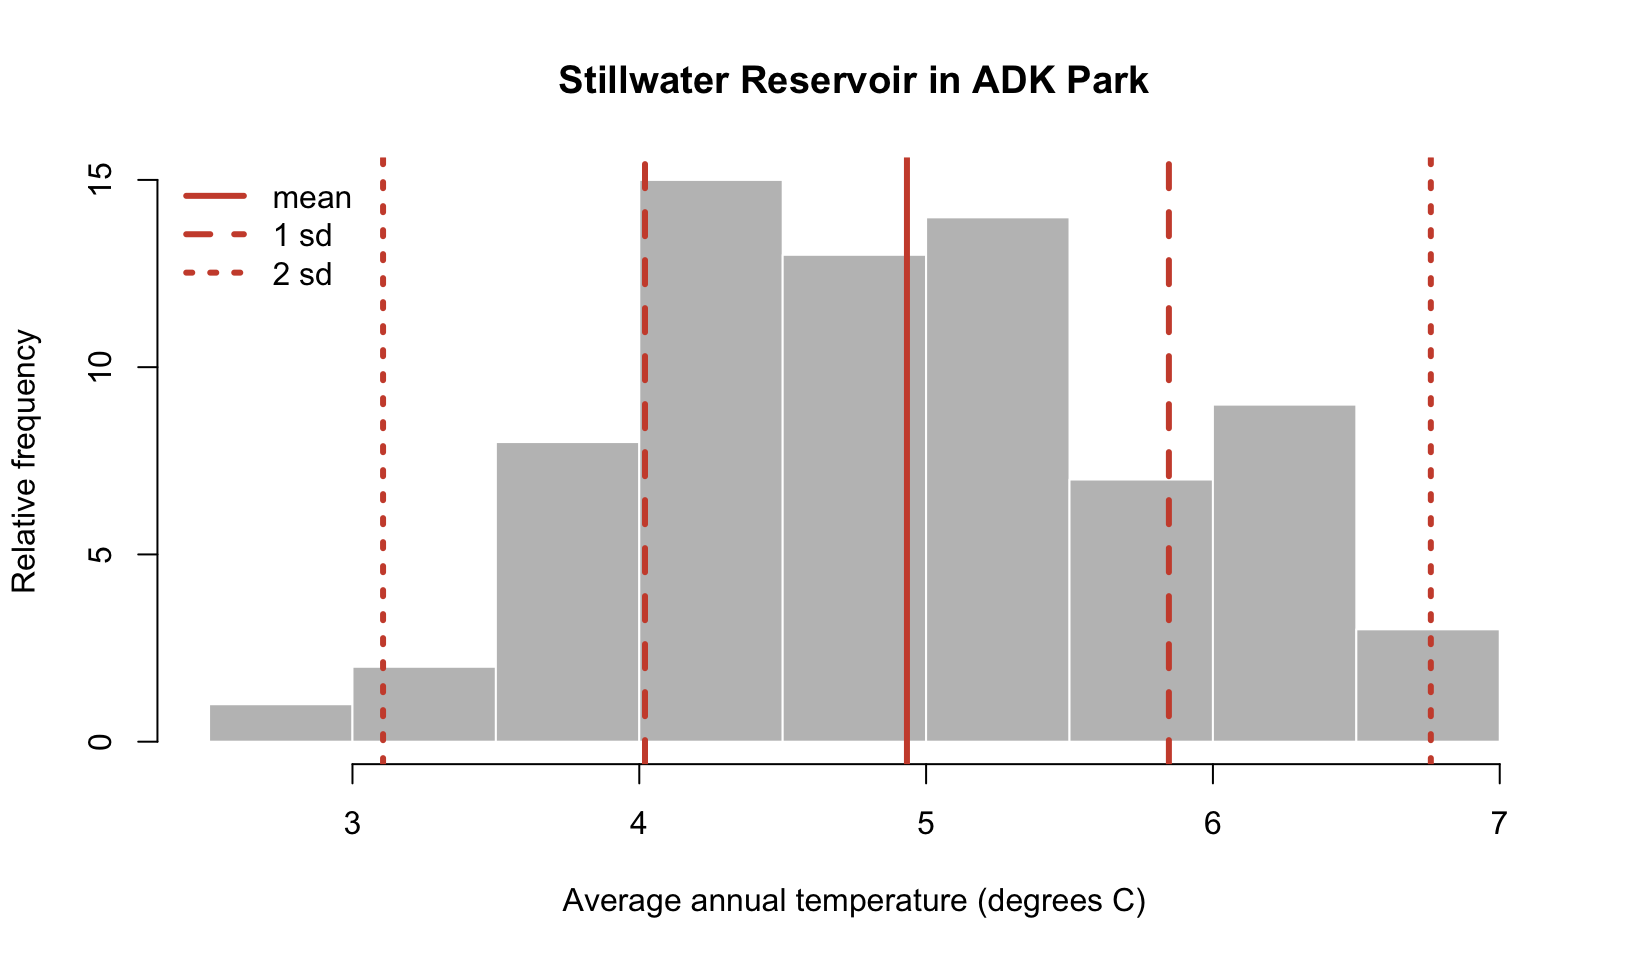 Stillwater Reservoir in ADK Park
mean
1 sd
2 sd
Relative frequency
15
10
5
0
3 4 5 6 7
Average annual temperature (degrees C)